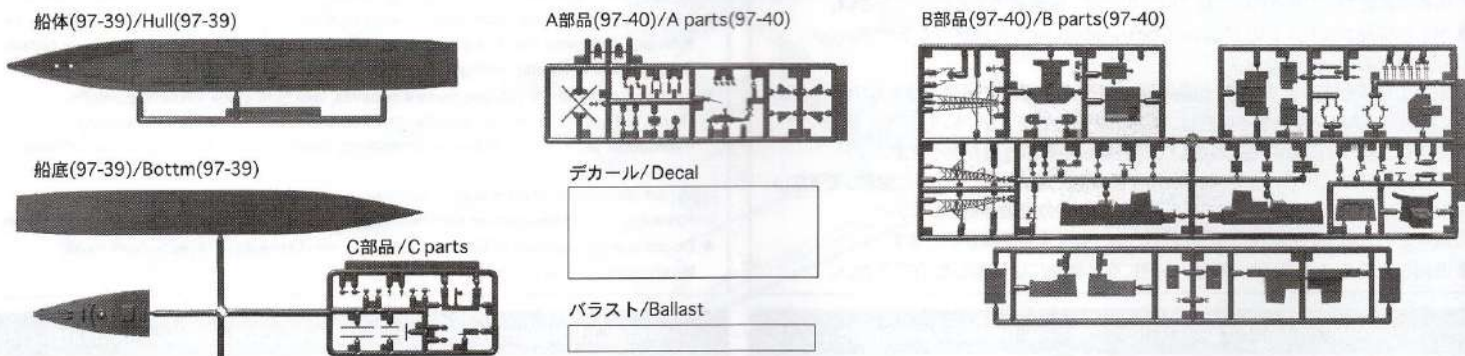 船体(97-39)/Hull(97-39)
A部品(97-40)/A parts(97-40)
B部品(97-40)/B parts(97-40)
船底(97-39)/Bottm(97-39)
デカール/Decal
C部品/C parts
バラスト/Ballast